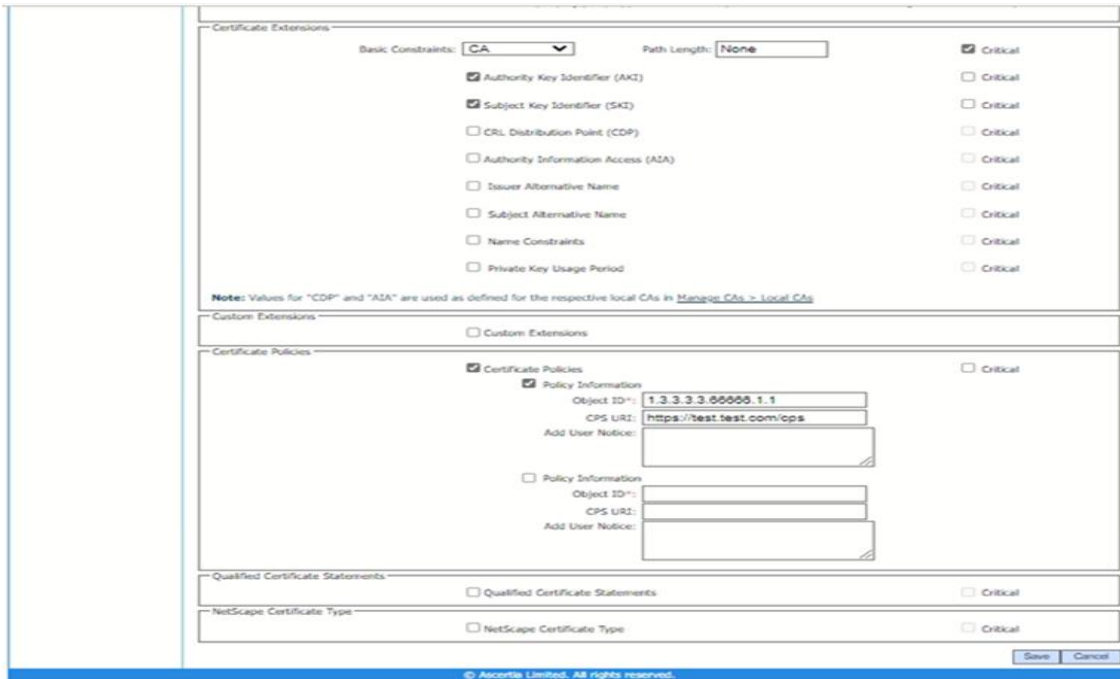 Certificate Extensions
Basic Constraints: CA Path Length: None Critical
Authority Key Identifier (AKI) Critical
Subject Key Identifier (SKI) Critical
CRL Distribution Point (CDP) Critical
Authority Information Access (AIA) Critical
Issuer Alternative Name Critical
Subject Alternative Name Critical
Name Constraints Critical
Private Key Usage Period Critical
Note: Values for "CDP" and "AIA" are used as defined for the respective local CAs in Manage CAs > Local CAs
Custom Extensions
Custom Extensions
Certificate Policies
Certificate Policies Critical
Policy Information
Object ID*: 1.3.3.3.3.66666.1.1
CPS URI: https://test.test.com/cps
Add User Notice:
Policy Information
Object ID*:
CPS URI:
Add User Notice:
Qualified Certificate Statements
Qualified Certificate Statements Critical
NetScape Certificate Type
NetScape Certificate Type Critical
Save Cancel
© Ascertia Limited. All rights reserved.